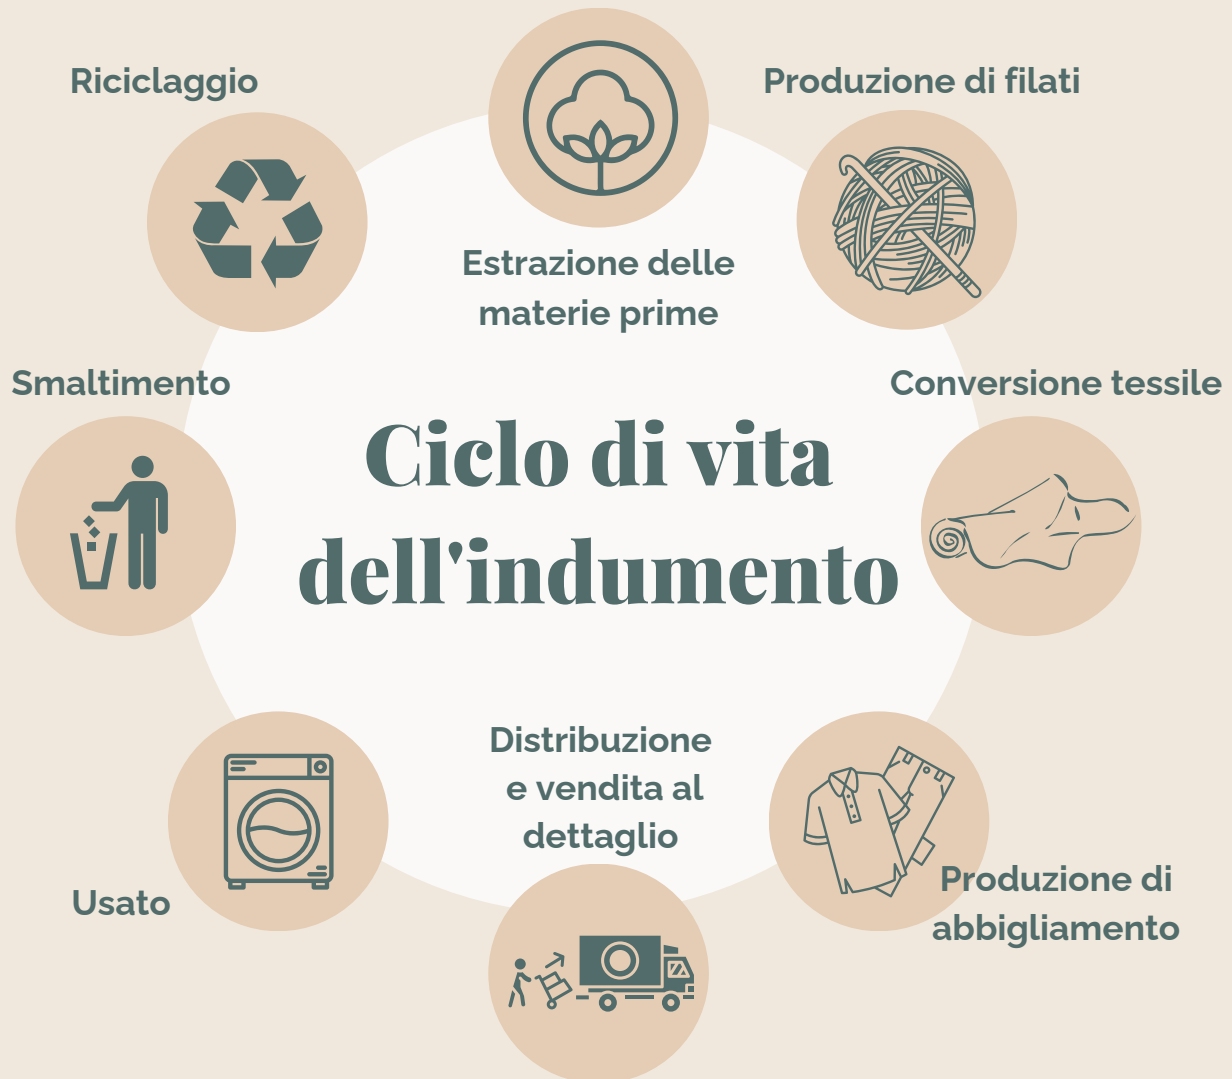 Riciclaggio
Produzione di filati
Estrazione delle
materie prime
Smaltimento
Conversione tessile
Ciclo di vita
dell'indumento
Distribuzione
e vendita al
dettaglio
Usato
Produzione di
abbigliamento